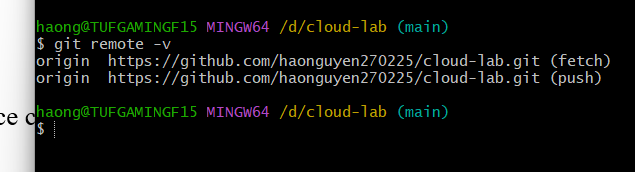 haong@TUFGAMINGF15 MINGW64 /d/cloud-lab (main)
$ git remote -v
origin  https://github.com/haonguyen270225/cloud-lab.git (fetch)
origin  https://github.com/haonguyen270225/cloud-lab.git (push)
haong@TUFGAMINGF15 MINGW64 /d/cloud-lab (main)
$